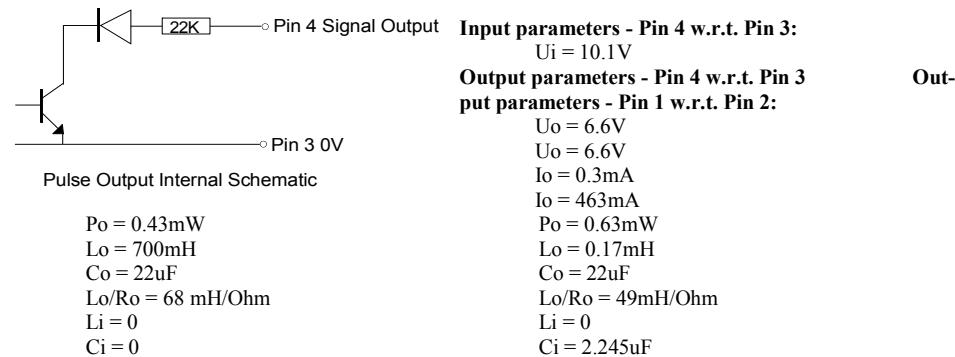 22K
Pin 4 Signal Output
Pin 3 0V
Pulse Output Internal Schematic
Po = 0.43mW
Lo = 700mH
Co = 22uF
Lo/Ro = 68 mH/Ohm
Li = 0
Ci = 0
Input parameters - Pin 4 w.r.t. Pin 3:
Ui = 10.1V
Output parameters - Pin 4 w.r.t. Pin 3 Out-
put parameters - Pin 1 w.r.t. Pin 2:
Uo = 6.6V
Uo = 6.6V
Io = 0.3mA
Io = 463mA
Po = 0.63mW
Lo = 0.17mH
Co = 22uF
Lo/Ro = 49mH/Ohm
Li = 0
Ci = 2.245uF